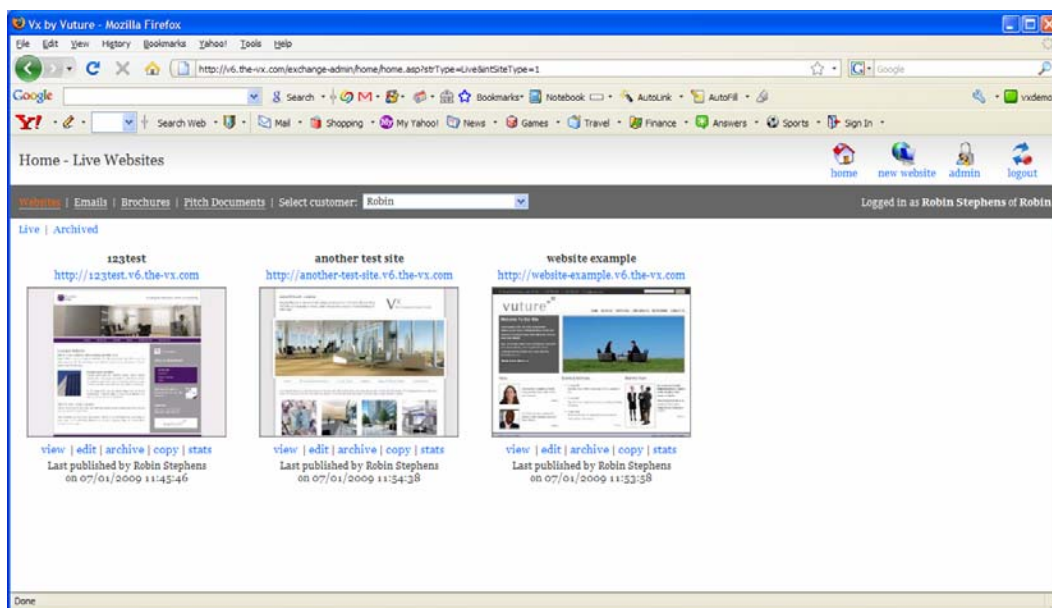 Vx by Vuture - Mozilla Firefox
File Edit View History Bookmarks Yahoo! Tools Help
http://v6.the-vx.com/exchange-admin/home/home.asp?strType=Live&intSiteType=1
Google
Google Search Bookmarks Notebook AutoLink AutoFill vxdemo
Y! Search Web Mail Shopping My Yahoo! News Games Travel Finance Answers Sports Sign In
Home - Live Websites
home new website admin logout
Websites | Emails | Brochures | Pitch Documents | Select customer: Robin
Logged in as Robin Stephens of Robin
Live | Archived
123test
http://123test.v6.the-vx.com
view | edit | archive | copy | stats
Last published by Robin Stephens
on 07/01/2009 11:45:46
another test site
http://another-test-site.v6.the-vx.com
Vx
view | edit | archive | copy | stats
Last published by Robin Stephens
on 07/01/2009 11:54:38
website example
http://website-example.v6.the-vx.com
vuture
Welcome To Our Site
view | edit | archive | copy | stats
Last published by Robin Stephens
on 07/01/2009 11:53:58
Done